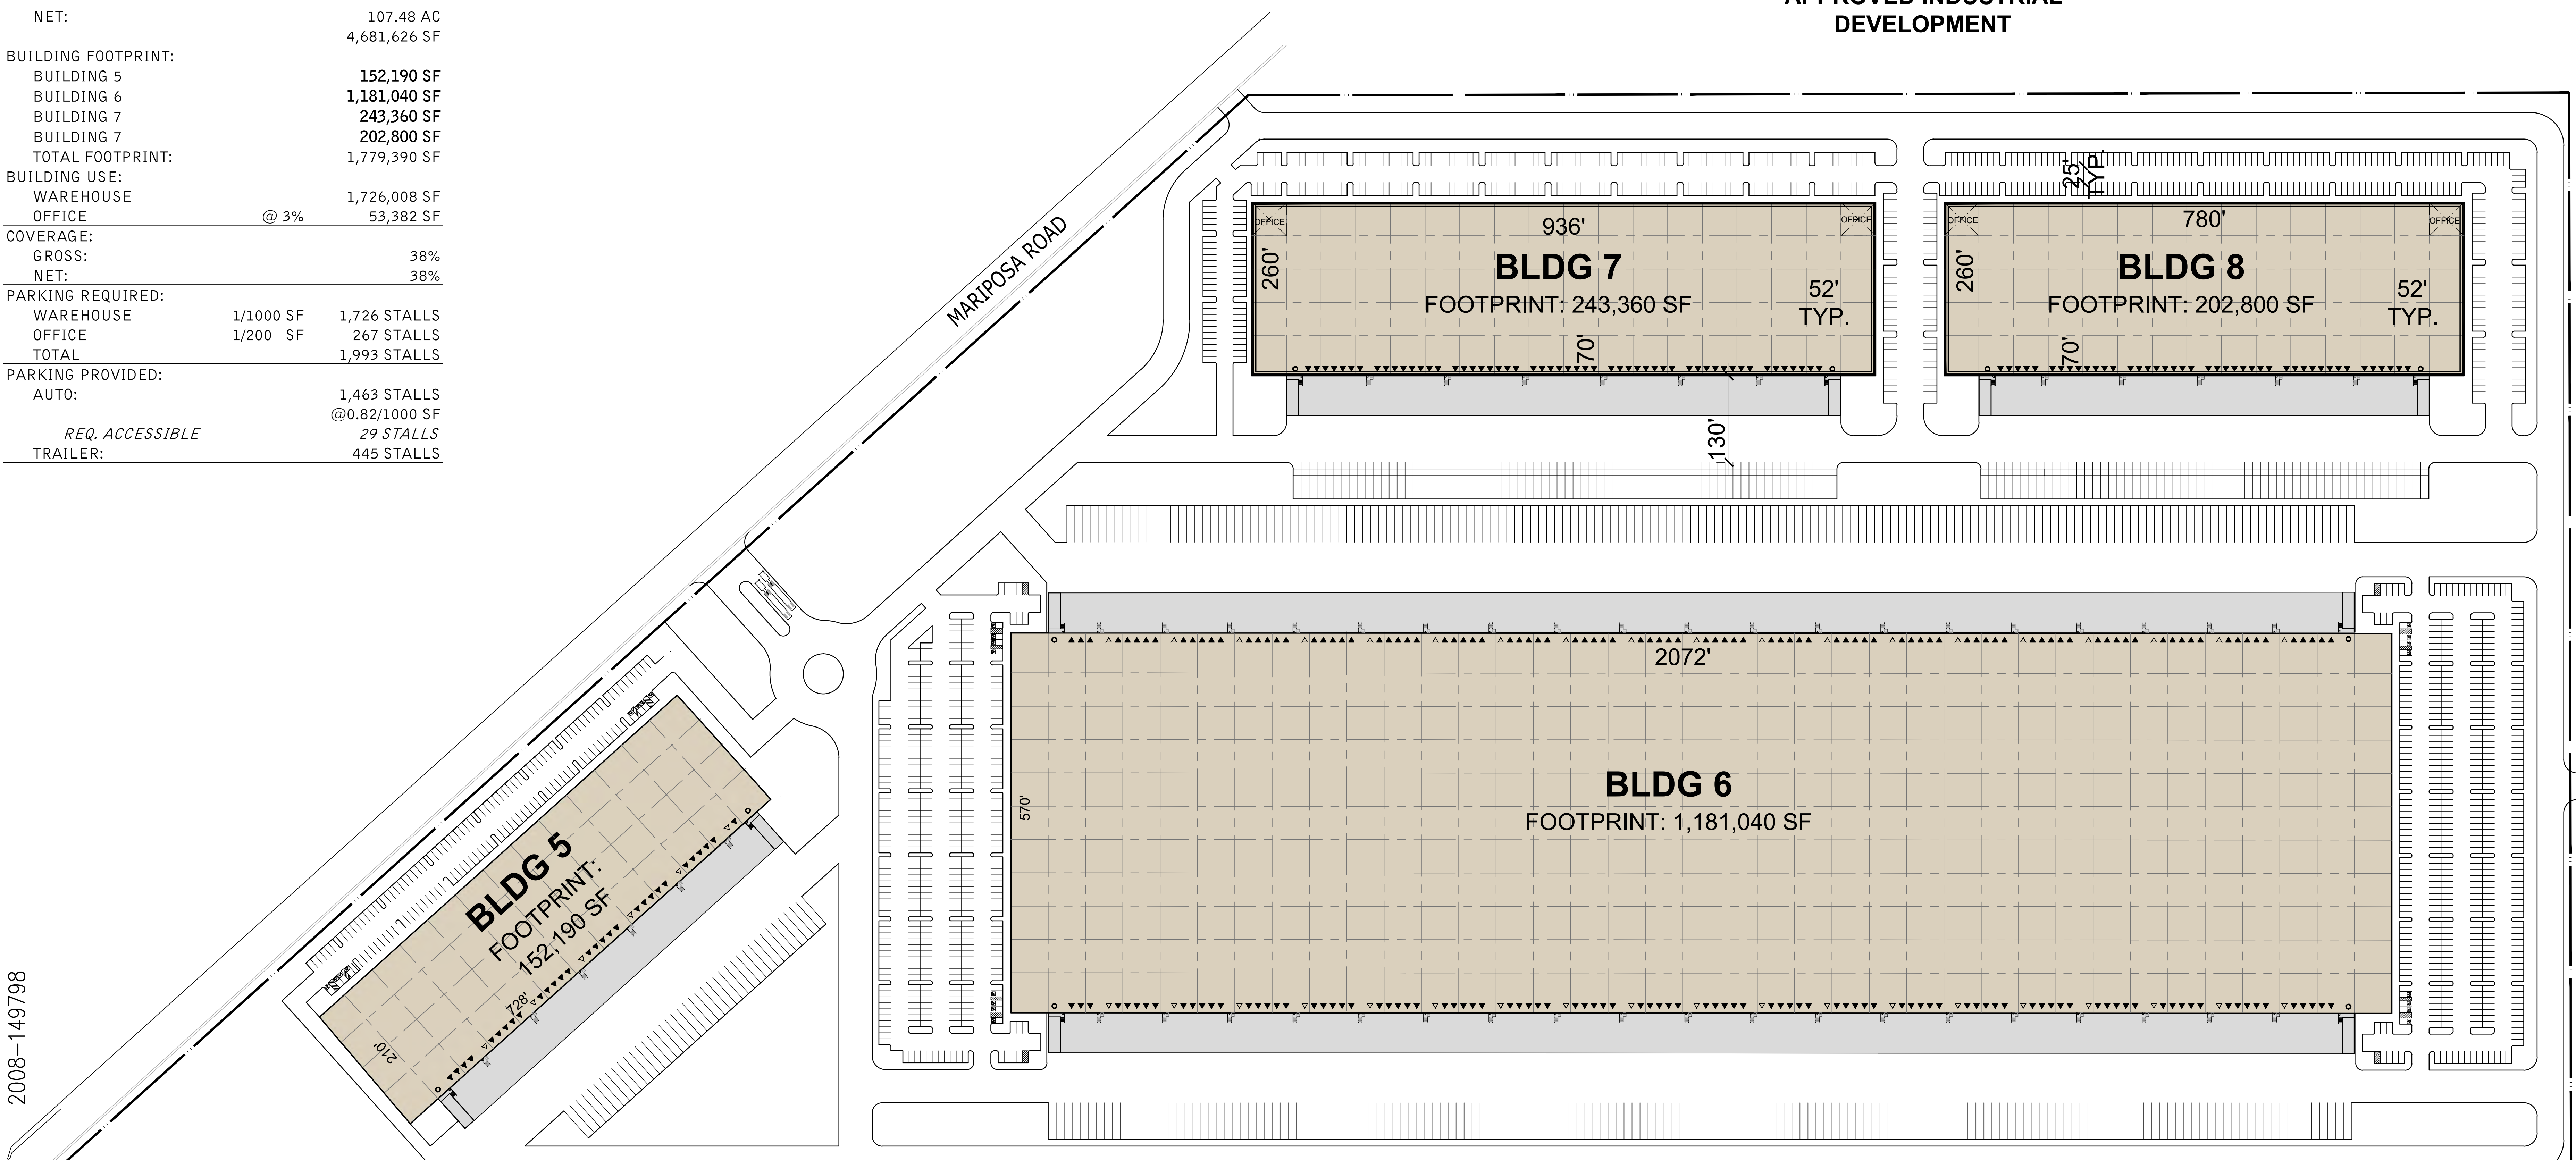 NET: 107.48 AC
4,681,626 SF
BUILDING FOOTPRINT:
BUILDING 5 152,190 SF
BUILDING 6 1,181,040 SF
BUILDING 7 243,360 SF
BUILDING 7 202,800 SF
TOTAL FOOTPRINT: 1,779,390 SF
BUILDING USE:
WAREHOUSE 1,726,008 SF
OFFICE @ 3% 53,382 SF
COVERAGE:
GROSS: 38%
NET: 38%
PARKING REQUIRED:
WAREHOUSE 1/1000 SF 1,726 STALLS
OFFICE 1/200 SF 267 STALLS
TOTAL 1,993 STALLS
PARKING PROVIDED:
AUTO: 1,463 STALLS
@0.82/1000 SF
REQ. ACCESSIBLE 29 STALLS
TRAILER: 445 STALLS
APPROVED INDUSTRIAL
DEVELOPMENT
MARIPOSA ROAD
25'
TYP.
OFFICE
936'
OFFICE
260'
BLDG 7
FOOTPRINT: 243,360 SF
52'
TYP.
70'
130'
OFFICE
780'
OFFICE
260'
BLDG 8
FOOTPRINT: 202,800 SF
52'
TYP.
70'
2072'
570'
BLDG 6
FOOTPRINT: 1,181,040 SF
BLDG 5
FOOTPRINT:
152,190 SF
728'
210'
2008-149798